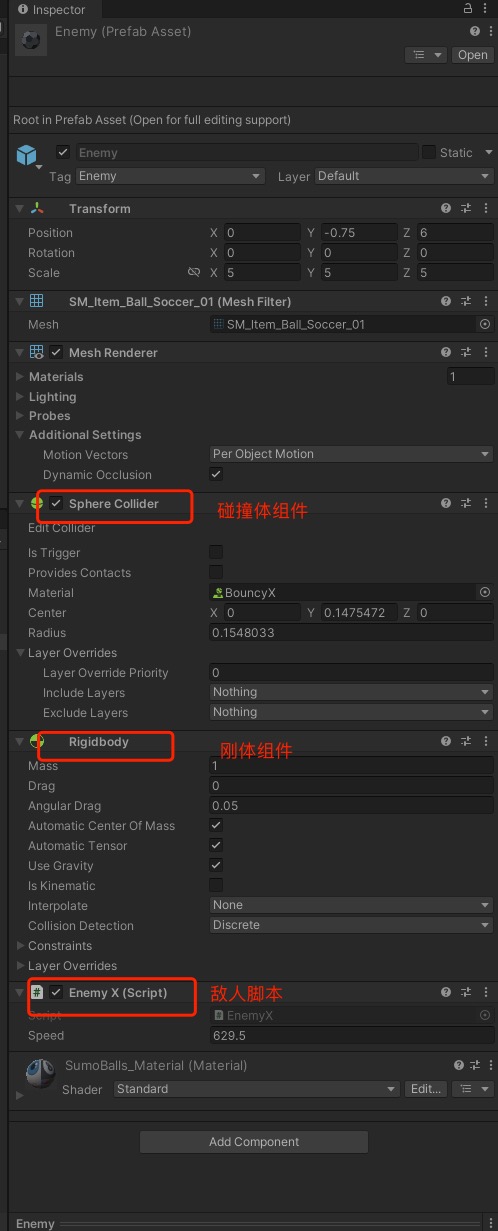 Inspector
Enemy (Prefab Asset)
Open
Root in Prefab Asset (Open for full editing support)
Enemy Static
Tag Enemy Layer Default
Transform
Position X 0 Y -0.75 Z 6
Rotation X 0 Y 0 Z 0
Scale X 5 Y 5 Z 5
SM_Item_Ball_Soccer_01 (Mesh Filter)
Mesh SM_Item_Ball_Soccer_01
Mesh Renderer
Materials 1
Lighting
Probes
Additional Settings
Motion Vectors Per Object Motion
Dynamic Occlusion
Sphere Collider 碰撞体组件
Edit Collider
Is Trigger
Provides Contacts
Material BouncyX
Center X 0 Y 0.1475472 Z 0
Radius 0.1548033
Layer Overrides
Layer Override Priority 0
Include Layers Nothing
Exclude Layers Nothing
Rigidbody 刚体组件
Mass 1
Drag 0
Angular Drag 0.05
Automatic Center Of Mass
Automatic Tensor
Use Gravity
Is Kinematic
Interpolate None
Collision Detection Discrete
Constraints
Layer Overrides
# Enemy X (Script) 敌人脚本
Script EnemyX
Speed 629.5
SumoBalls_Material (Material)
Shader Standard Edit...
Add Component
Enemy